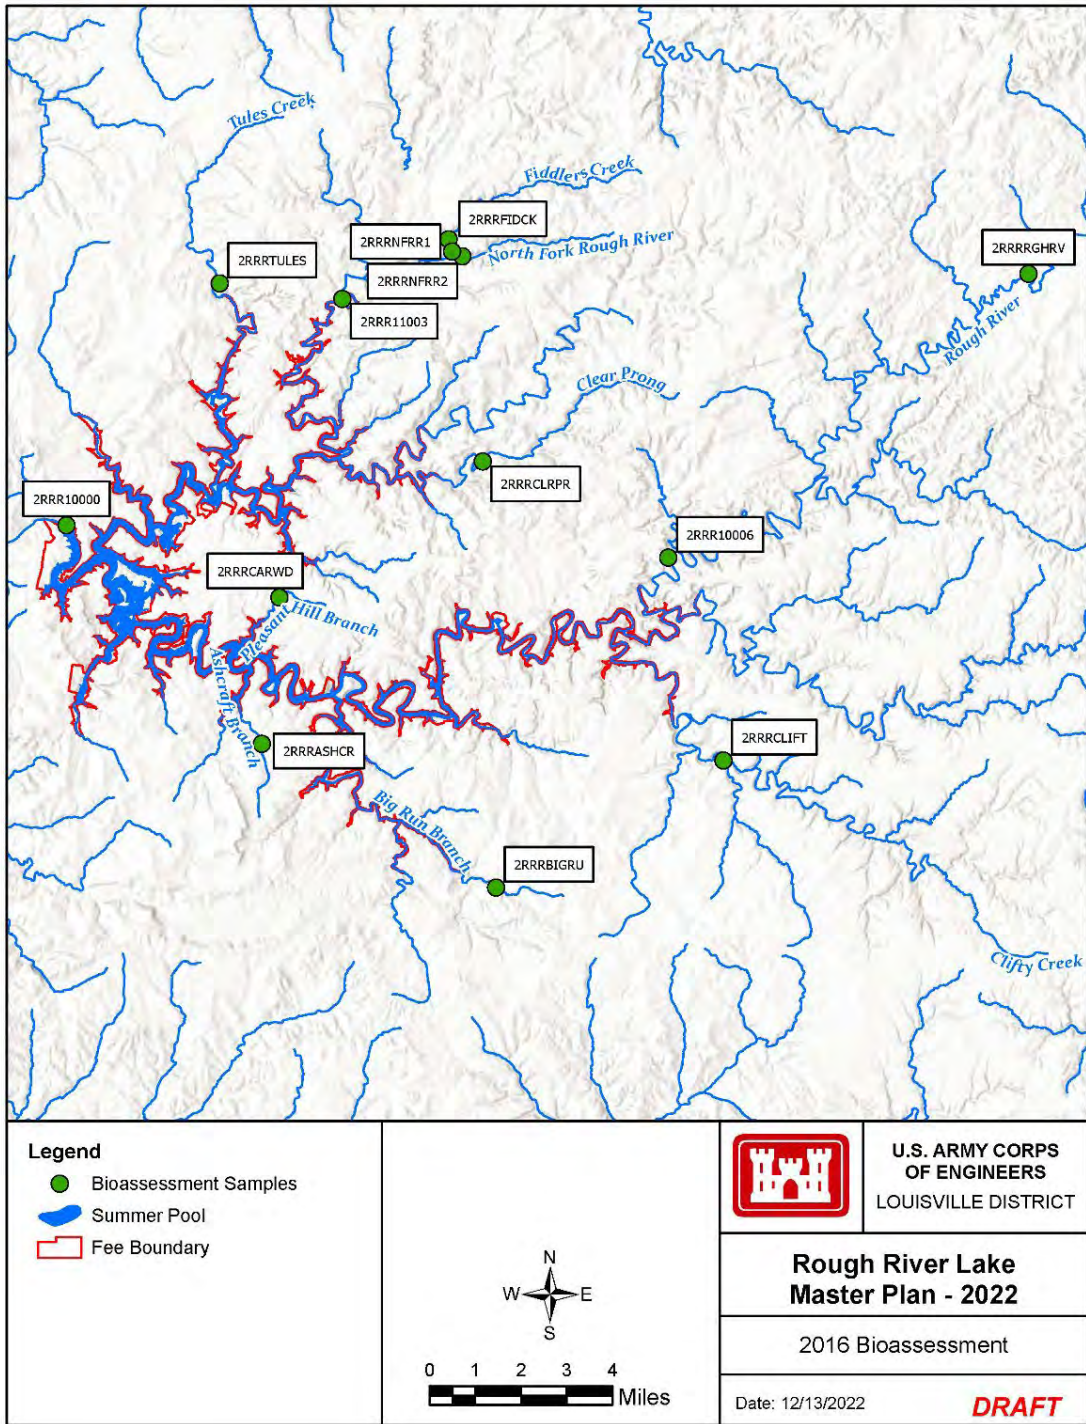 Tules Creek
Fiddlers Creek
2RRRFIDCK
2RRRNFRR1
North Fork Rough River
2RRRTULES
2RRRNFRR2
2RRRRGHRV
2RRR11003
Rough River
Clear Prong
2RRRCLRPR
2RRR10000
2RRR10006
2RRRCARWD
Pleasant Hill Branch
Ashcraft Branch
2RRRASHCR
2RRRCLIFT
Big Run Branch
2RRRBIGRU
Clifty Creek
Legend
Bioassessment Samples
Summer Pool
Fee Boundary
N
W E
S
0 1 2 3 4
Miles
U.S. ARMY CORPS
OF ENGINEERS
LOUISVILLE DISTRICT
Rough River Lake
Master Plan - 2022
2016 Bioassessment
Date: 12/13/2022
DRAFT